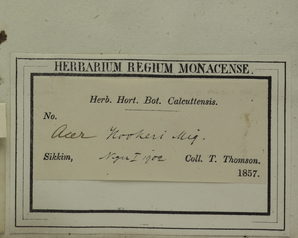 HERBARIUM REGIUM MONACENSE.
Herb. Hort. Bot. Calcuttensis.
No.
Acer Hookeri Miq.
Sikkim, Coll. T. Thomson.
1857.